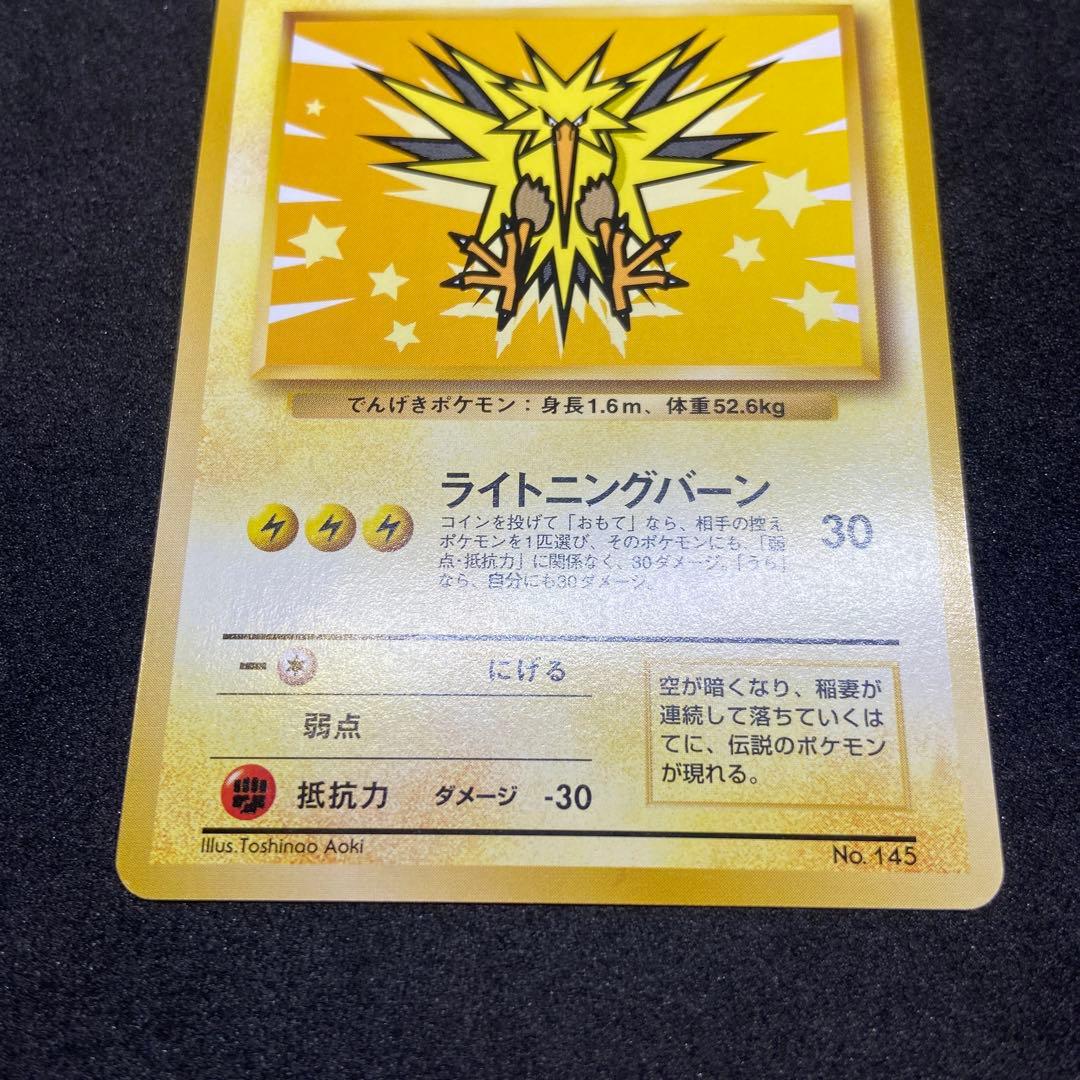 でんげきポケモン：身長1.6m、体重52.6kg
ライトニングバーン
コインを投げて「おもて」なら、相手の控え
ポケモンを1匹選び、そのポケモンにも、「弱
点・抵抗力」に関係なく、30ダメージ。「うら」
なら、自分にも30ダメージ。
30
にげる
弱点
抵抗力 ダメージ -30
空が暗くなり、稲妻が
連続して落ちていくは
てに、伝説のポケモン
が現れる。
Illus.Toshinao Aoki
No. 145